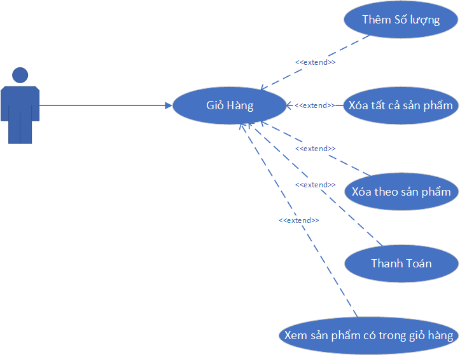 Thêm Số lượng
<<extend>>
Giỏ Hàng
<<extend>>
Xóa tất cả sản phẩm
<<extend>>
Xóa theo sản phẩm
<<extend>>
<<extend>>
Thanh Toán
Xem sản phẩm có trong giỏ hàng